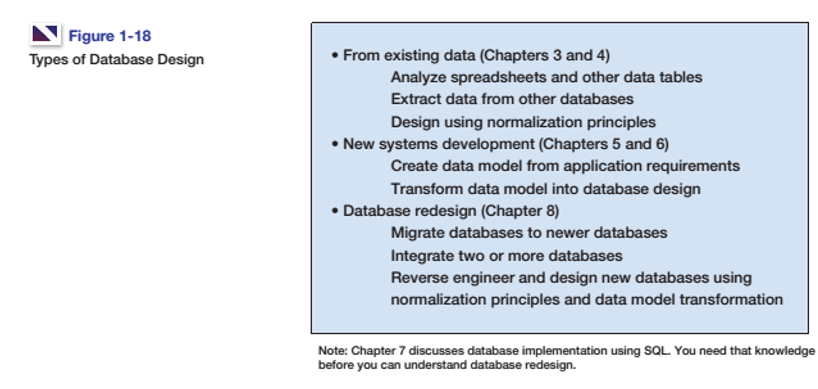 Figure 1-18
Types of Database Design
• From existing data (Chapters 3 and 4)
Analyze spreadsheets and other data tables
Extract data from other databases
Design using normalization principles
• New systems development (Chapters 5 and 6)
Create data model from application requirements
Transform data model into database design
• Database redesign (Chapter 8)
Migrate databases to newer databases
Integrate two or more databases
Reverse engineer and design new databases using
normalization principles and data model transformation
Note: Chapter 7 discusses database implementation using SQL. You need that knowledge
before you can understand database redesign.